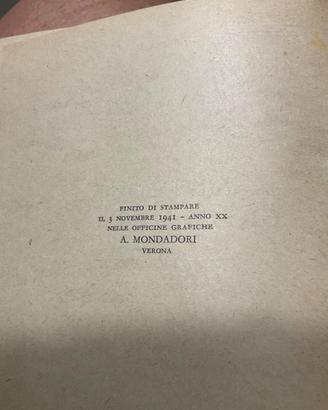 FINITO DI STAMPARE
IL 3 NOVEMBRE 1941 - ANNO XX
NELLE OFFICINE GRAFICHE
A. MONDADORI
VERONA